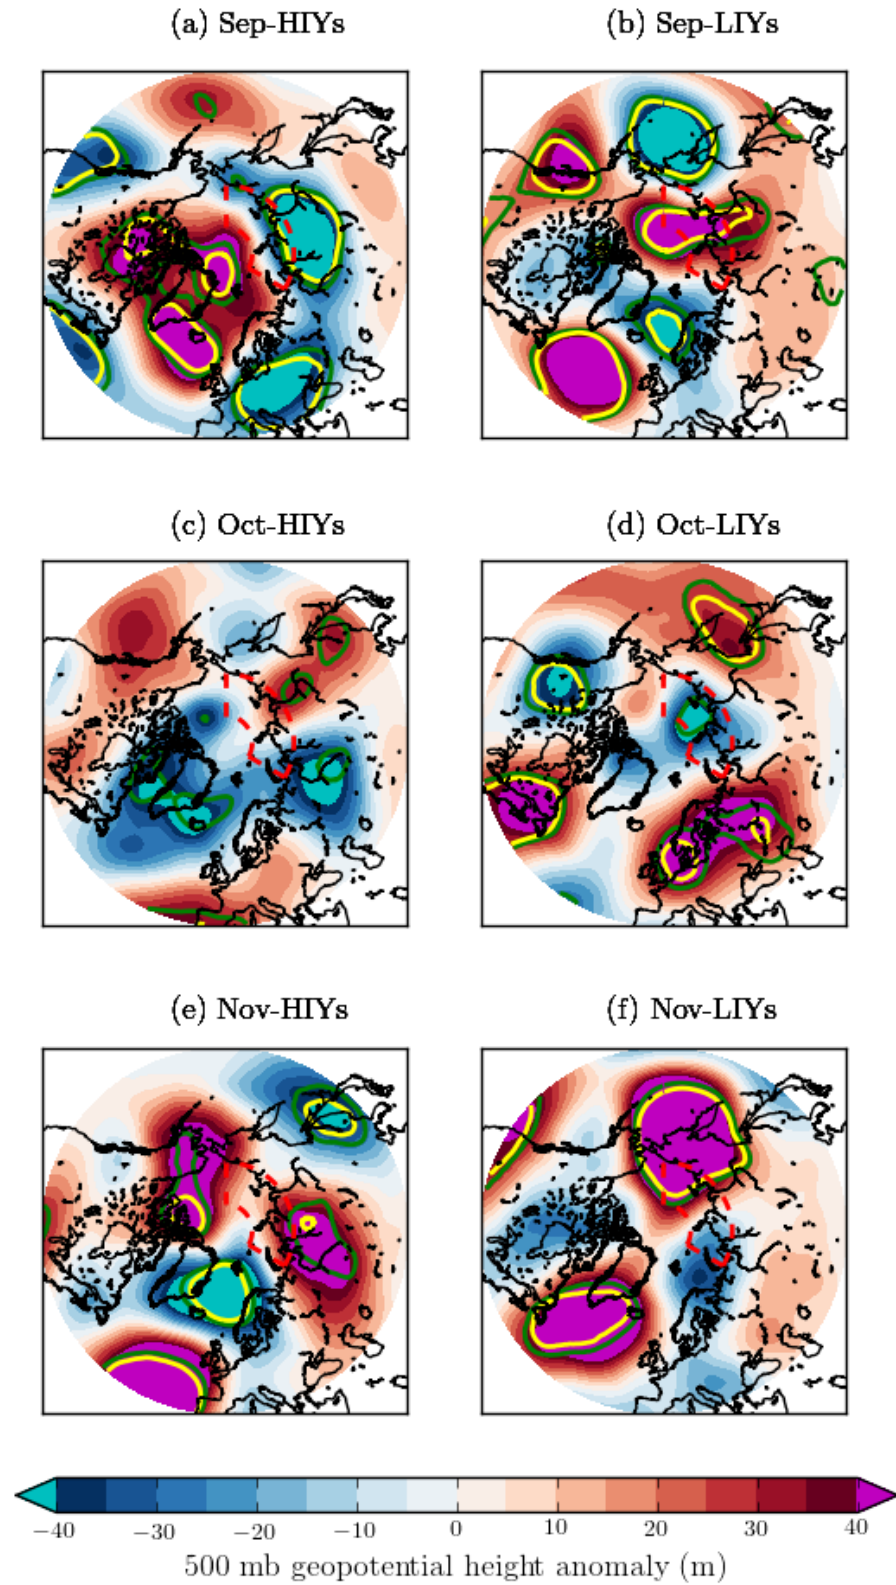 (a) Sep-HIYs
(b) Sep-LIYs
(c) Oct-HIYs
(d) Oct-LIYs
(e) Nov-HIYs
(f) Nov-LIYs
−40 −30 −20 −10 0 10 20 30 40
500 mb geopotential height anomaly (m)